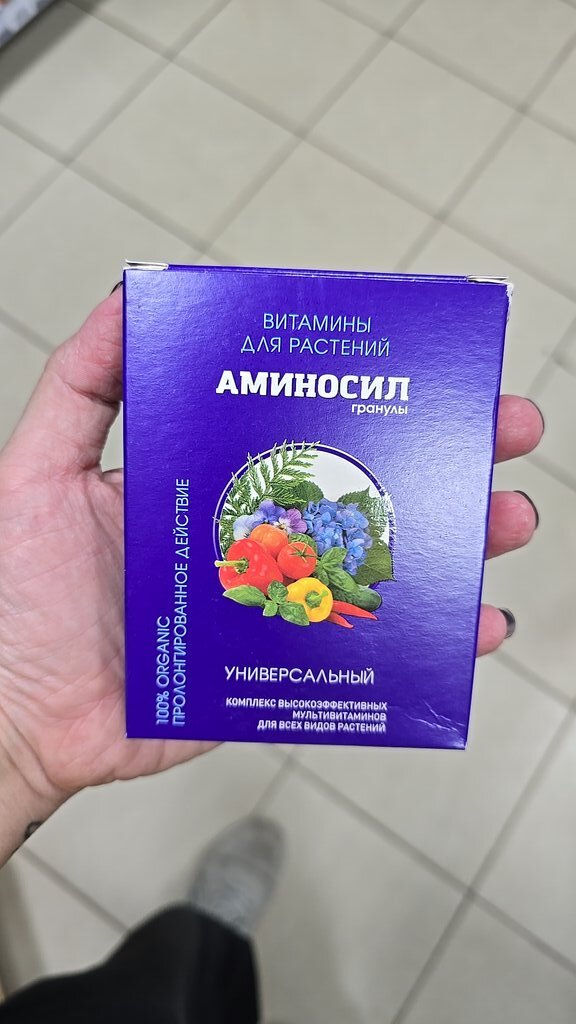 ВИТАМИНЫ
ДЛЯ РАСТЕНИЙ
АМИНОСИЛ
гранулы
100% ORGANIC
ПРОЛОНГИРОВАННОЕ ДЕЙСТВИЕ
УНИВЕРСАЛЬНЫЙ
КОМПЛЕКС ВЫСОКОЭФФЕКТИВНЫХ
МУЛЬТИВИТАМИНОВ
ДЛЯ ВСЕХ ВИДОВ РАСТЕНИЙ